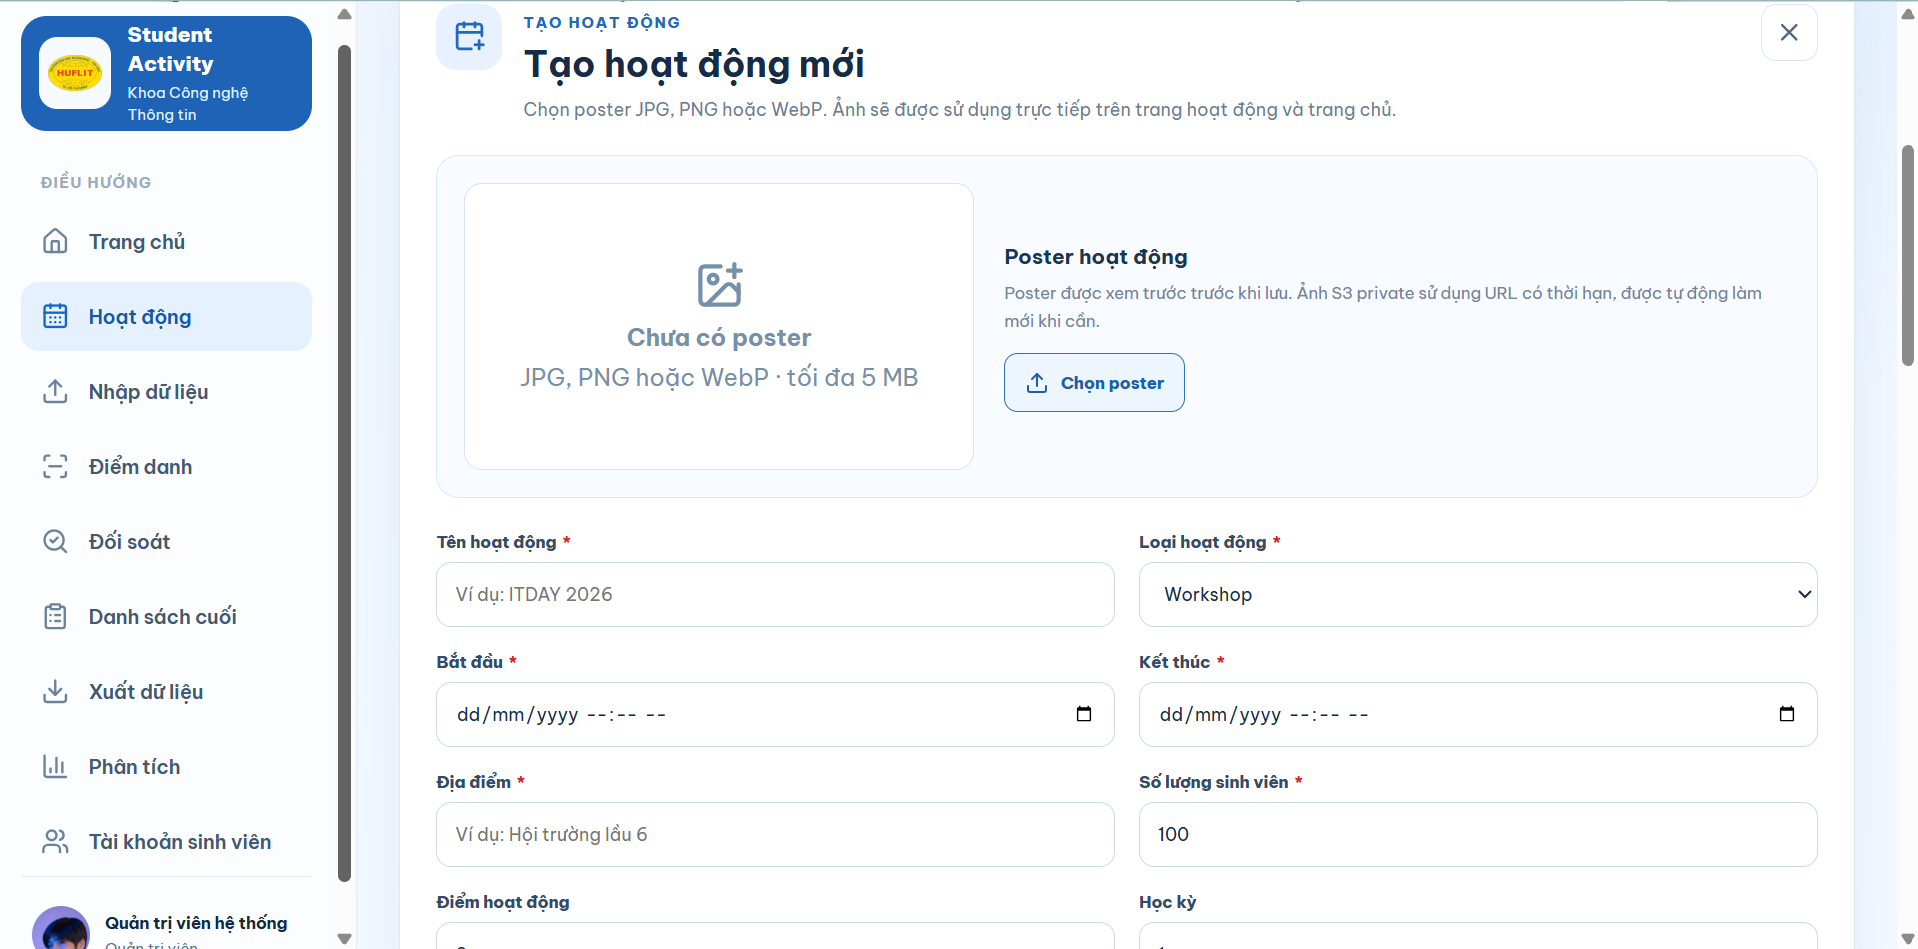 Student
Activity
HUFLIT
Khoa Công nghệ
Thông tin
ĐIỀU HƯỚNG
Trang chủ
Hoạt động
Nhập dữ liệu
Điểm danh
Đối soát
Danh sách cuối
Xuất dữ liệu
Phân tích
Tài khoản sinh viên
Quản trị viên hệ thống
Quản trị viên
TẠO HOẠT ĐỘNG
Tạo hoạt động mới
Chọn poster JPG, PNG hoặc WebP. Ảnh sẽ được sử dụng trực tiếp trên trang hoạt động và trang chủ.
Chưa có poster
JPG, PNG hoặc WebP · tối đa 5 MB
Poster hoạt động
Poster được xem trước trước khi lưu. Ảnh S3 private sử dụng URL có thời hạn, được tự động làm
mới khi cần.
Chọn poster
Tên hoạt động *
Ví dụ: ITDAY 2026
Loại hoạt động *
Workshop
Bắt đầu *
dd/mm/yyyy --:-- --
Kết thúc *
dd/mm/yyyy --:-- --
Địa điểm *
Ví dụ: Hội trường lầu 6
Số lượng sinh viên *
100
Điểm hoạt động
Học kỳ